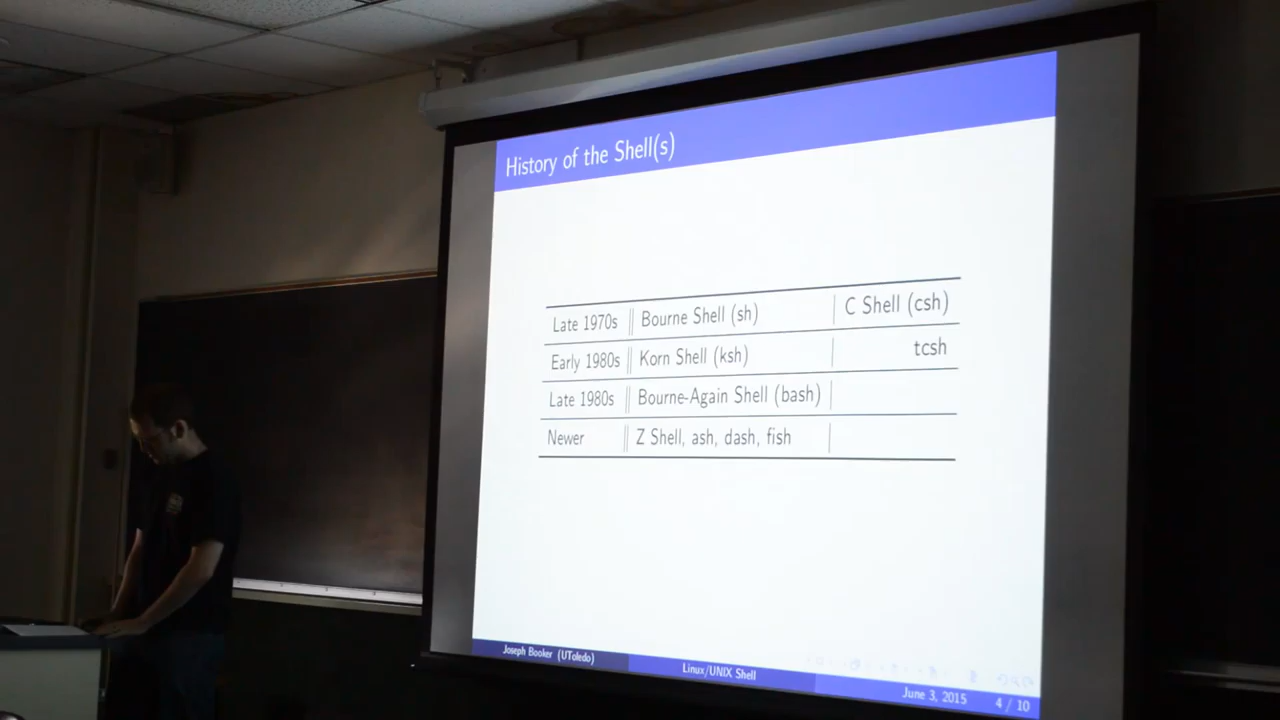 History of the Shell(s)
Late 1970s Bourne Shell (sh) C Shell (csh)
Early 1980s Korn Shell (ksh) tcsh
Late 1980s Bourne-Again Shell (bash)
Newer Z Shell, ash, dash, fish
Joseph Booker (UToledo) Linux/UNIX Shell June 3, 2015 4 / 10